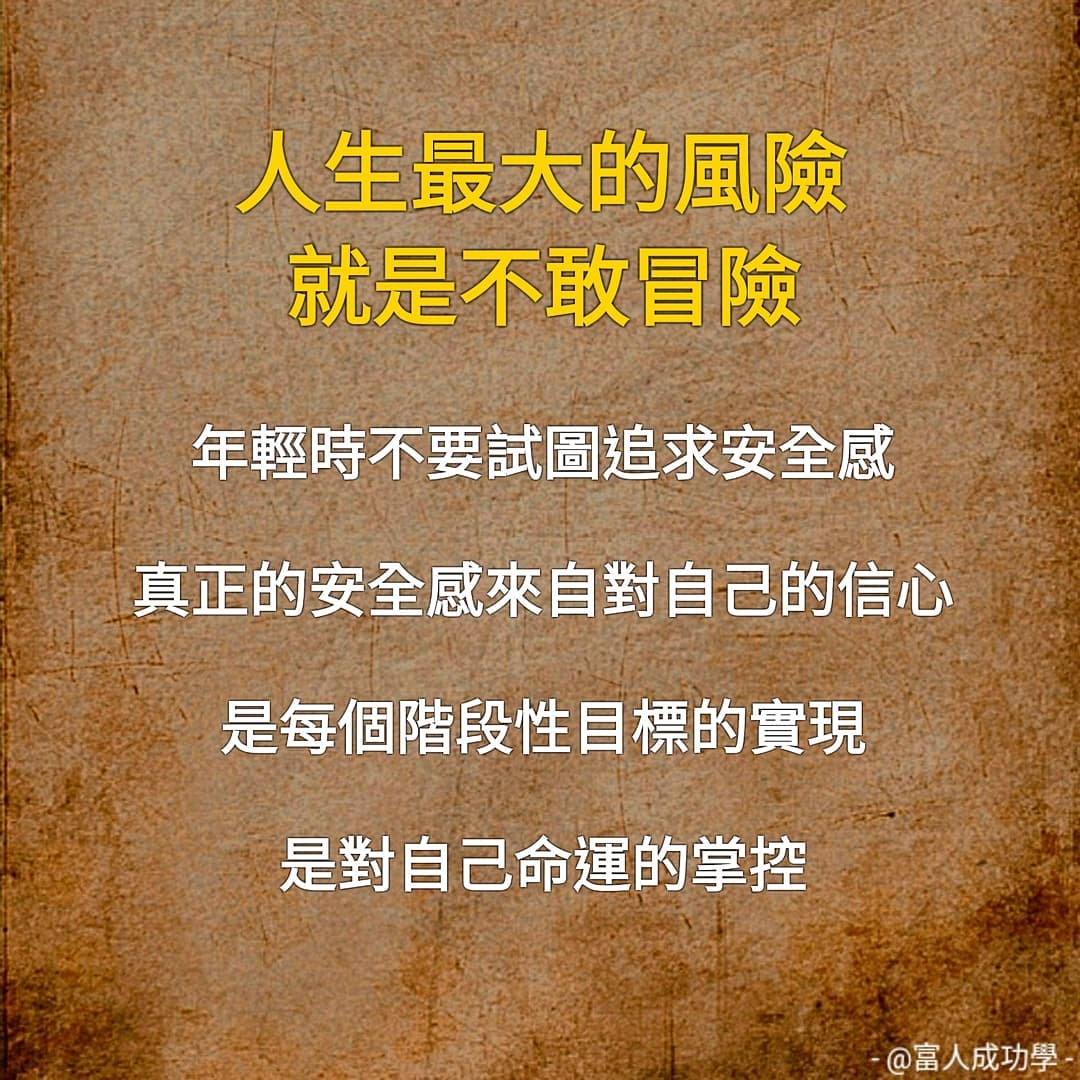 人生最大的風險
就是不敢冒險
年輕時不要試圖追求安全感
真正的安全感來自對自己的信心
是每個階段性目標的實現
是對自己命運的掌控
- @富人成功學 -